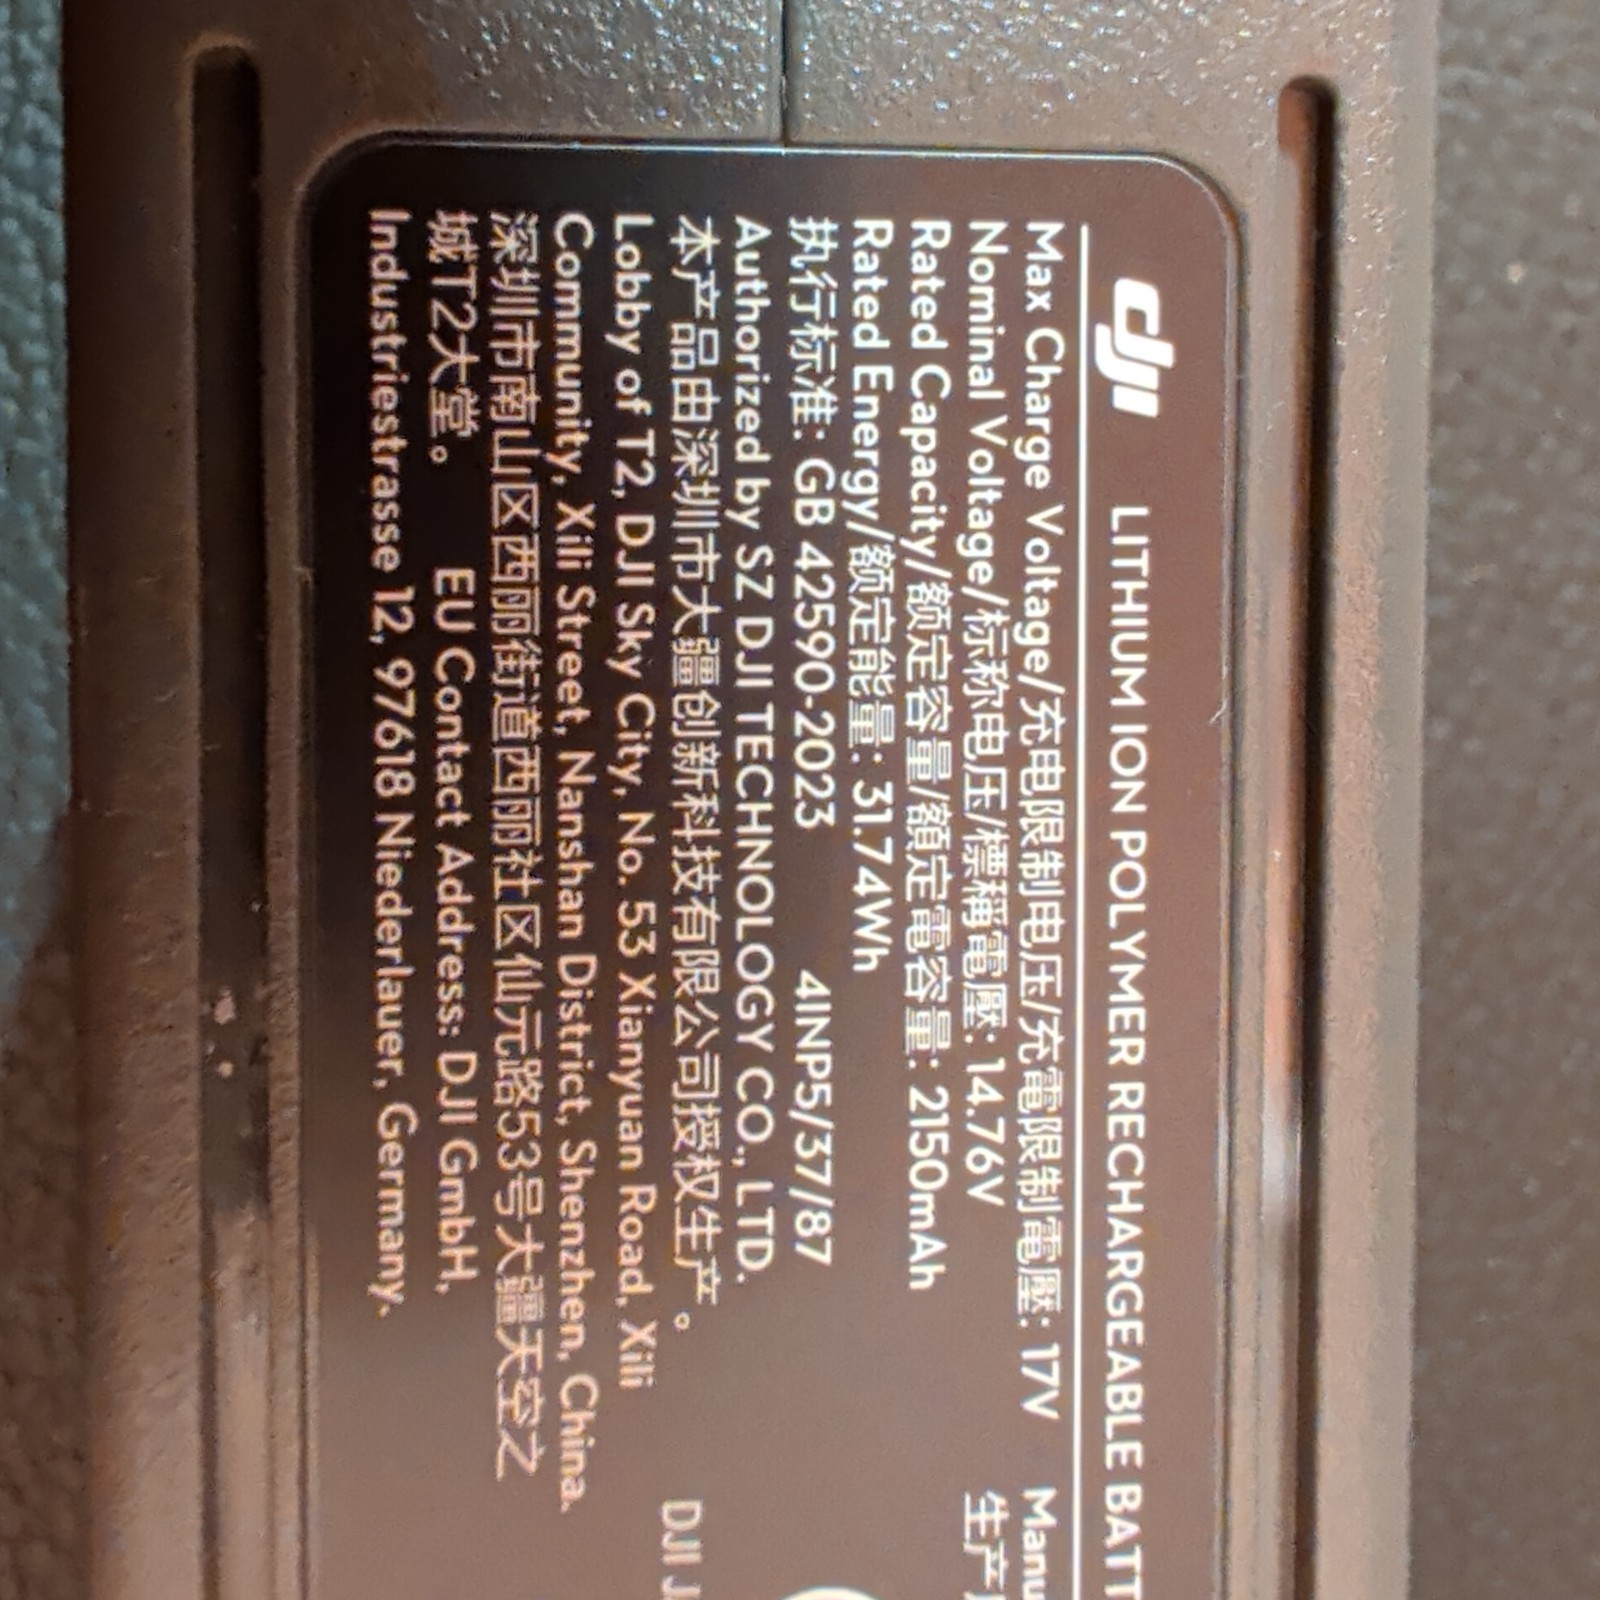 dji LITHIUM ION POLYMER RECHARGEABLE BATT
Max Charge Voltage/充电限制电压/充電限制電壓: 17V Manu
Nominal Voltage/标称电压/標稱電壓: 14.76V 生产
Rated Capacity/额定容量/額定電容量: 2150mAh
Rated Energy/额定能量: 31.74Wh
执行标准: GB 42590-2023 4INP5/37/87
Authorized by SZ DJI TECHNOLOGY CO., LTD.
本产品由深圳市大疆创新科技有限公司授权生产。 DJI
Lobby of T2, DJI Sky City, No. 53 Xianyuan Road, Xili
Community, Xili Street, Nanshan District, Shenzhen, China.
深圳市南山区西丽街道西丽社区仙元路53号大疆天空之
城T2大堂。 EU Contact Address: DJI GmbH,
Industriestrasse 12, 97618 Niederlauer, Germany.